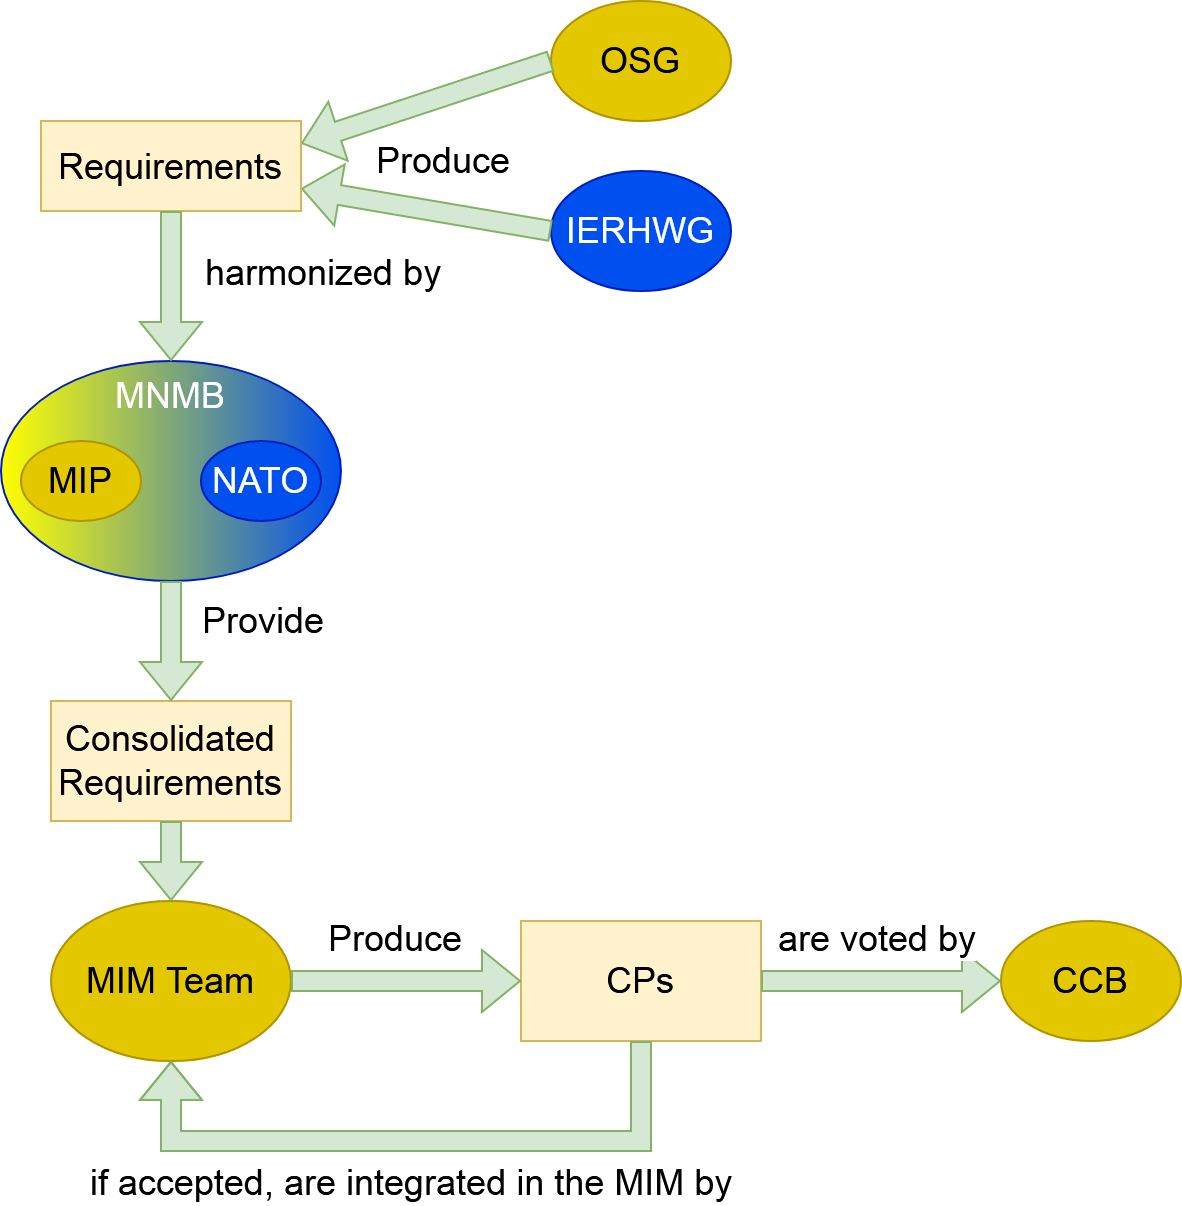 OSG
Requirements
Produce
IERHWG
harmonized by
MNMB
MIP
NATO
Provide
Consolidated
Requirements
MIM Team
Produce
CPs
are voted by
CCB
if accepted, are integrated in the MIM by